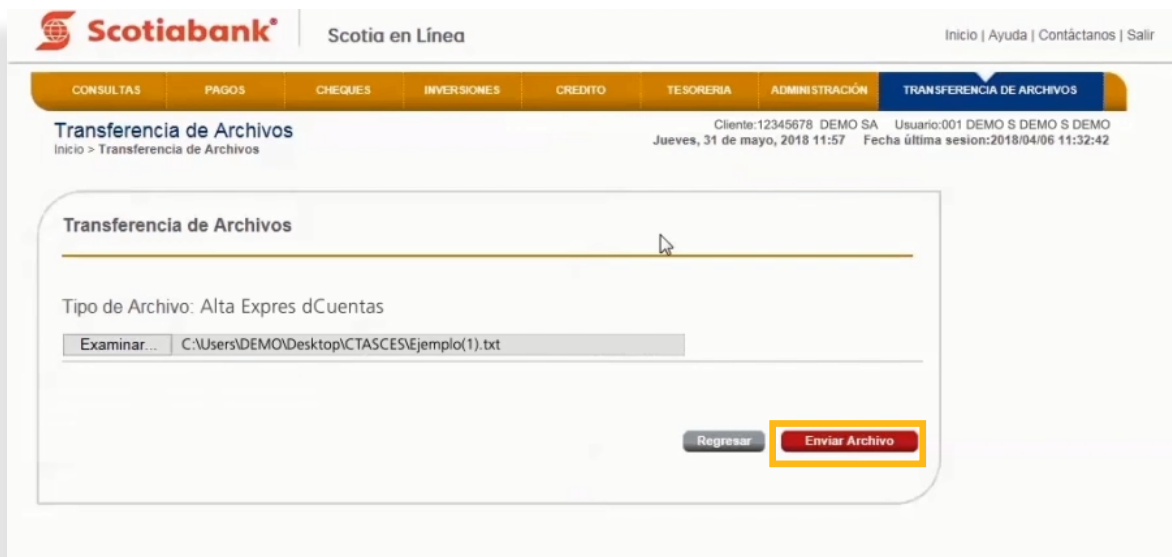 Scotiabank® Scotia en Línea Inicio | Ayuda | Contáctanos | Salir
CONSULTAS PAGOS CHEQUES INVERSIONES CREDITO TESORERIA ADMINISTRACIÓN TRANSFERENCIA DE ARCHIVOS
Transferencia de Archivos Cliente:12345678 DEMO SA Usuario:001 DEMO S DEMO S DEMO
Inicio > Transferencia de Archivos Jueves, 31 de mayo, 2018 11:57 Fecha última sesion:2018/04/06 11:32:42
Transferencia de Archivos
Tipo de Archivo: Alta Expres dCuentas
Examinar... C:\Users\DEMO\Desktop\CTASCES\Ejemplo(1).txt
Regresar Enviar Archivo